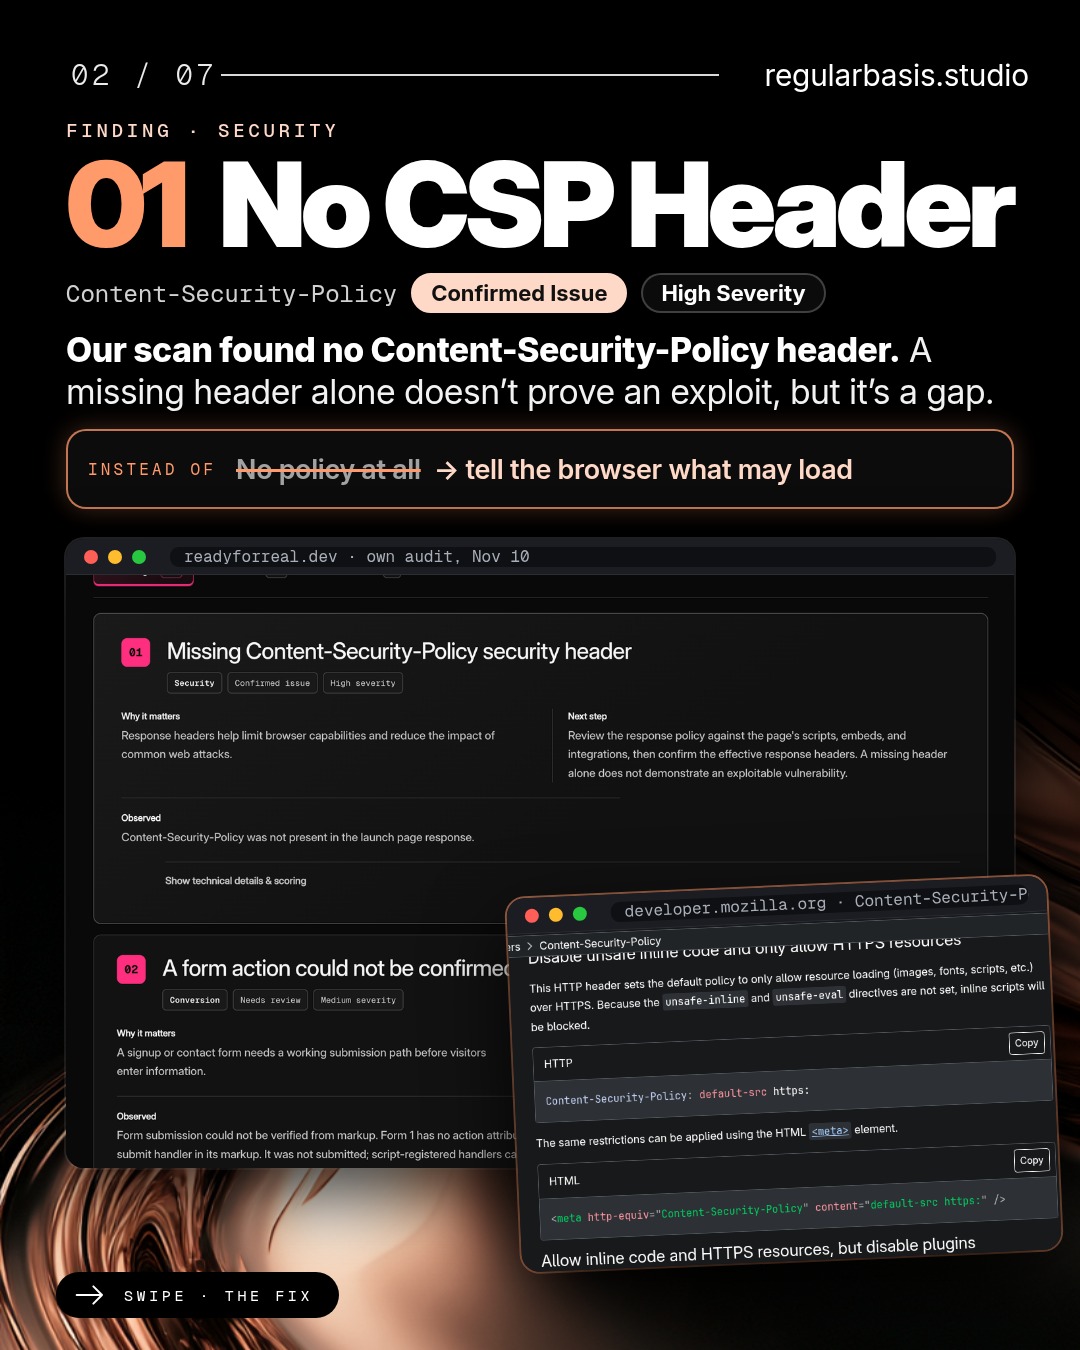 02 / 07
regularbasis.studio
FINDING · SECURITY
01 No CSP Header
Content-Security-Policy
Confirmed Issue
High Severity
Our scan found no Content-Security-Policy header. A
missing header alone doesn't prove an exploit, but it's a gap.
INSTEAD OF No policy at all → tell the browser what may load
readyforreal.dev · own audit, Nov 10
01
Missing Content-Security-Policy security header
Security
Confirmed issue
High severity
Why it matters
Response headers help limit browser capabilities and reduce the impact of
common web attacks.
Next step
Review the response policy against the page's scripts, embeds, and
integrations, then confirm the effective response headers. A missing header
alone does not demonstrate an exploitable vulnerability.
Observed
Content-Security-Policy was not present in the launch page response.
Show technical details & scoring
02
A form action could not be confirmed
Conversion
Needs review
Medium severity
Why it matters
A signup or contact form needs a working submission path before visitors
enter information.
Observed
Form submission could not be verified from markup. Form 1 has no action attribu
submit handler in its markup. It was not submitted; script-registered handlers ca
developer.mozilla.org · Content-Security-P
ers > Content-Security-Policy
Disable unsafe inline code and only allow HTTPS resources
This HTTP header sets the default policy to only allow resource loading (images, fonts, scripts, etc.)
over HTTPS. Because the unsafe-inline and unsafe-eval directives are not set, inline scripts will
be blocked.
HTTP
Copy
Content-Security-Policy: default-src https:
The same restrictions can be applied using the HTML <meta> element.
HTML
Copy
<meta http-equiv="Content-Security-Policy" content="default-src https:" />
Allow inline code and HTTPS resources, but disable plugins
→ SWIPE · THE FIX